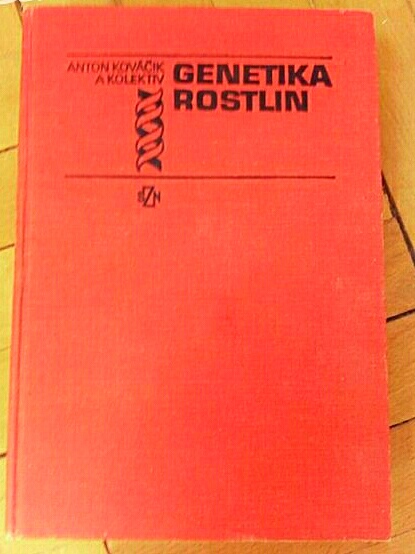 ANTON KOVÁČIK
A KOLEKTIV
GENETIKA
ROSTLIN
SZN